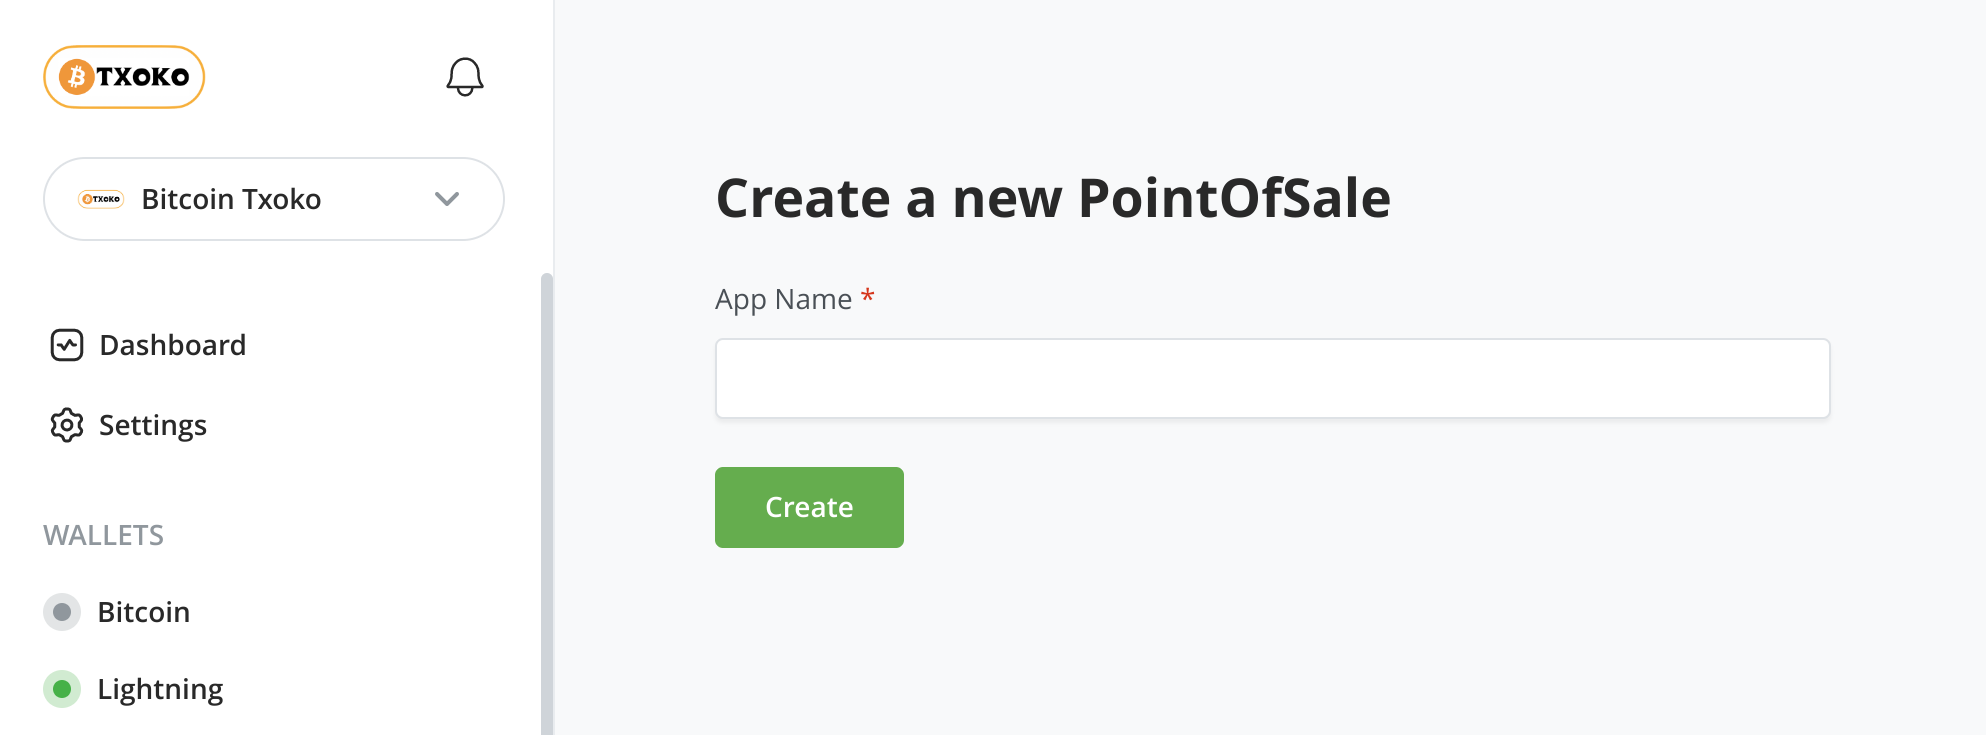 TXOKO
TXOKO Bitcoin Txoko
Dashboard
Settings
WALLETS
Bitcoin
Lightning
Create a new PointOfSale
App Name *
Create